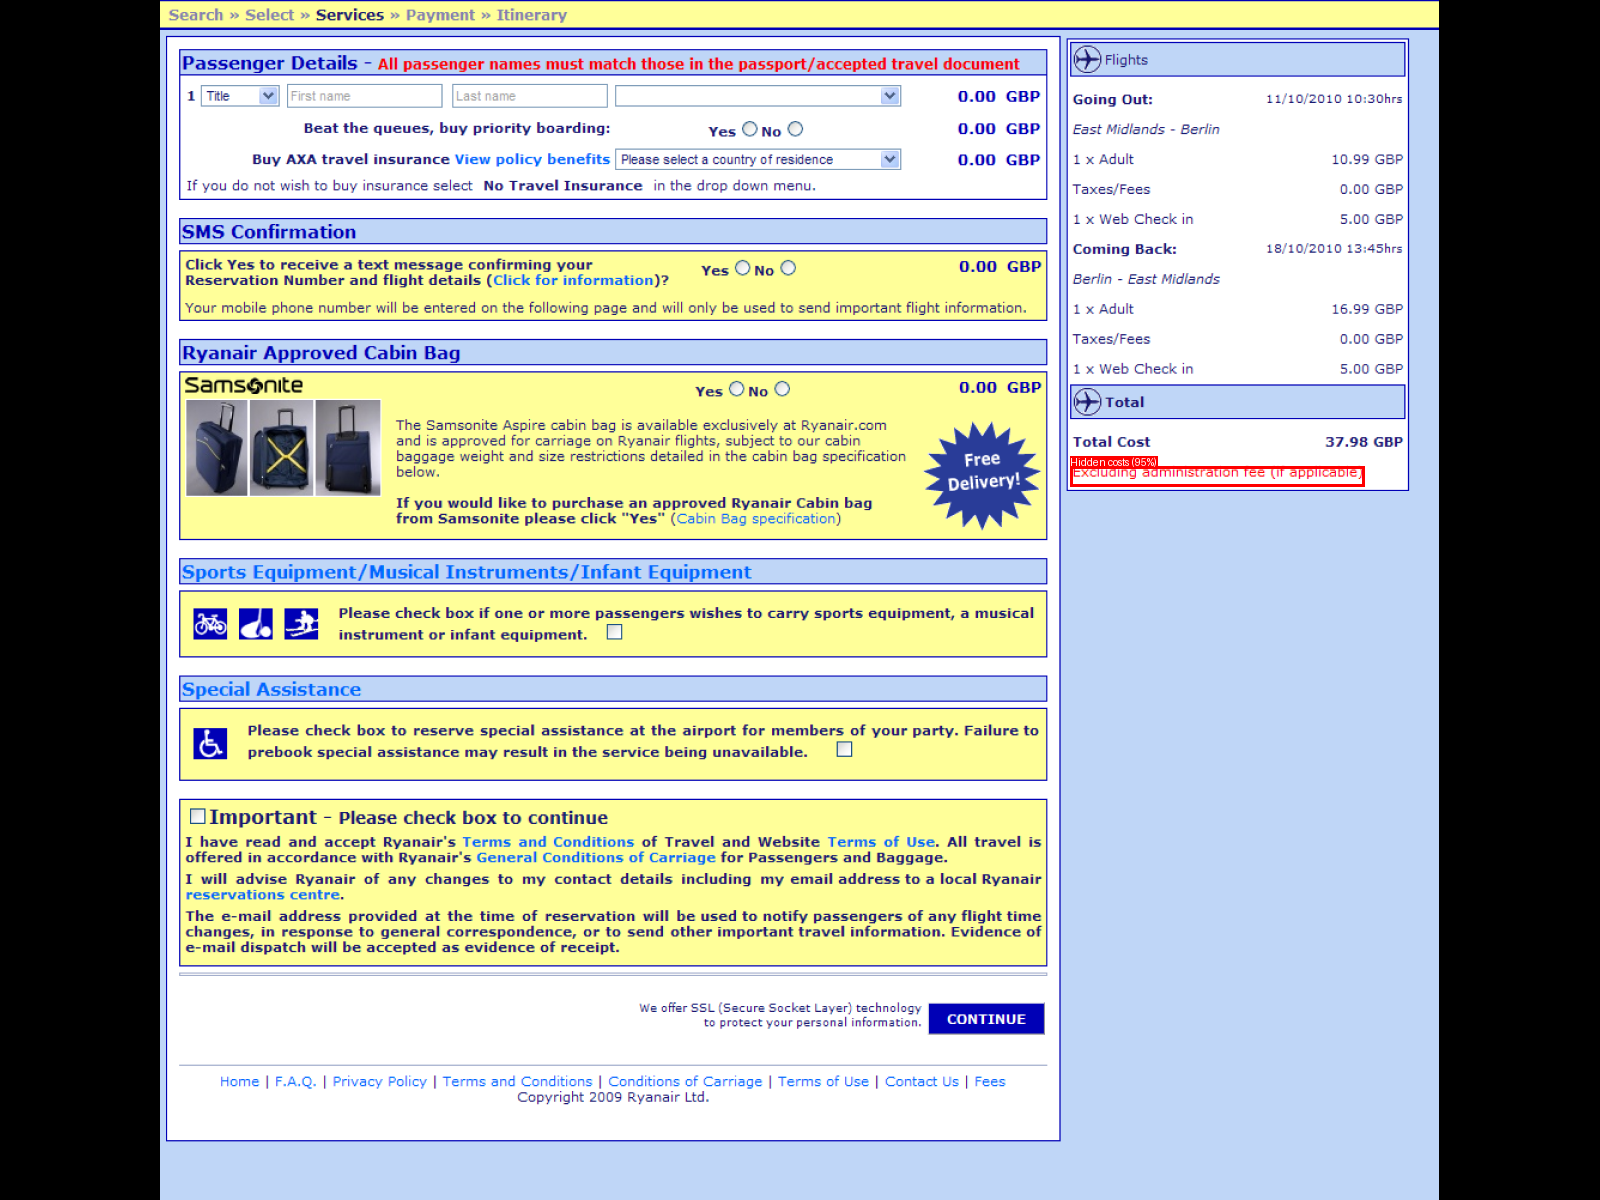 Search » Select » Services » Payment » Itinerary
Passenger Details - All passenger names must match those in the passport/accepted travel document
1 Title First name Last name 0.00 GBP
Beat the queues, buy priority boarding: Yes No 0.00 GBP
Buy AXA travel insurance View policy benefits Please select a country of residence 0.00 GBP
If you do not wish to buy insurance select No Travel Insurance in the drop down menu.
SMS Confirmation
Click Yes to receive a text message confirming your
Reservation Number and flight details (Click for information)?
Yes No 0.00 GBP
Your mobile phone number will be entered on the following page and will only be used to send important flight information.
Ryanair Approved Cabin Bag
Samsonite
Yes No 0.00 GBP
The Samsonite Aspire cabin bag is available exclusively at Ryanair.com
and is approved for carriage on Ryanair flights, subject to our cabin
baggage weight and size restrictions detailed in the cabin bag specification
below.
If you would like to purchase an approved Ryanair Cabin bag
from Samsonite please click "Yes" (Cabin Bag specification)
Free
Delivery!
Sports Equipment/Musical Instruments/Infant Equipment
Please check box if one or more passengers wishes to carry sports equipment, a musical
instrument or infant equipment.
Special Assistance
Please check box to reserve special assistance at the airport for members of your party. Failure to
prebook special assistance may result in the service being unavailable.
Important - Please check box to continue
I have read and accept Ryanair's Terms and Conditions of Travel and Website Terms of Use. All travel is
offered in accordance with Ryanair's General Conditions of Carriage for Passengers and Baggage.
I will advise Ryanair of any changes to my contact details including my email address to a local Ryanair
reservations centre.
The e-mail address provided at the time of reservation will be used to notify passengers of any flight time
changes, in response to general correspondence, or to send other important travel information. Evidence of
e-mail dispatch will be accepted as evidence of receipt.
We offer SSL (Secure Socket Layer) technology
to protect your personal information.
CONTINUE
Home | F.A.Q. | Privacy Policy | Terms and Conditions | Conditions of Carriage | Terms of Use | Contact Us | Fees
Copyright 2009 Ryanair Ltd.
Flights
Going Out: 11/10/2010 10:30hrs
East Midlands - Berlin
1 x Adult 10.99 GBP
Taxes/Fees 0.00 GBP
1 x Web Check in 5.00 GBP
Coming Back: 18/10/2010 13:45hrs
Berlin - East Midlands
1 x Adult 16.99 GBP
Taxes/Fees 0.00 GBP
1 x Web Check in 5.00 GBP
Total
Total Cost 37.98 GBP
Hidden costs (95%)
Excluding administration fee (if applicable)